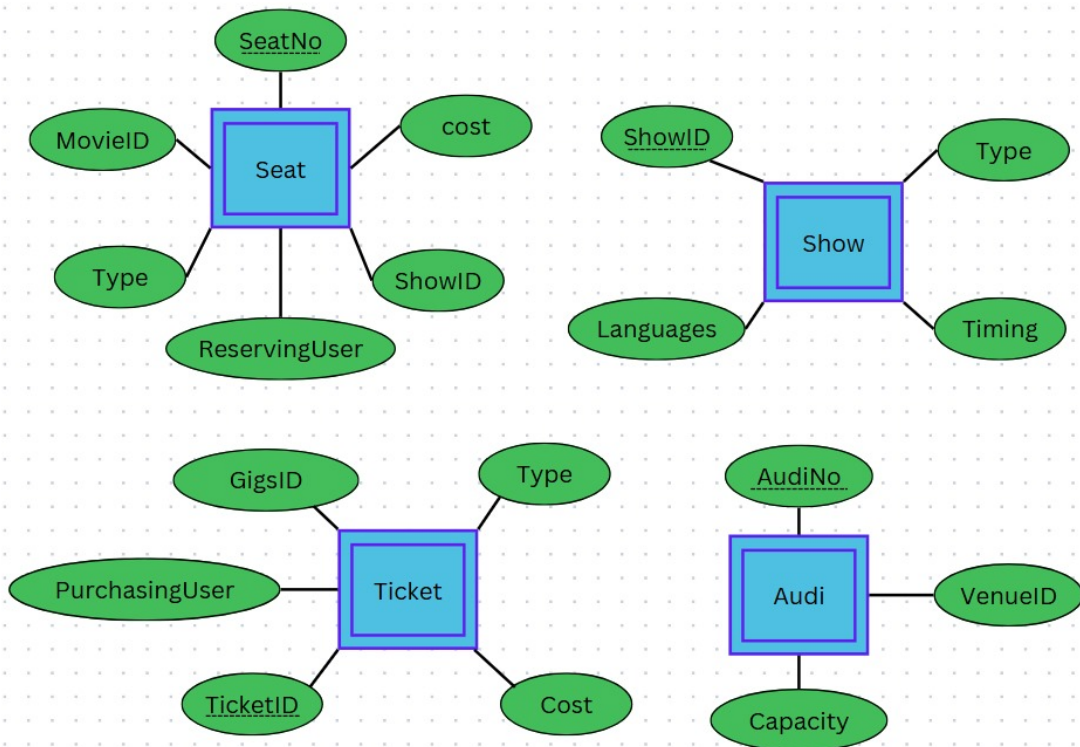 SeatNo
MovieID
cost
Seat
Type
ShowID
ReservingUser
ShowID
Type
Show
Languages
Timing
GigsID
Type
PurchasingUser
Ticket
TicketID
Cost
AudiNo
Audi
VenueID
Capacity